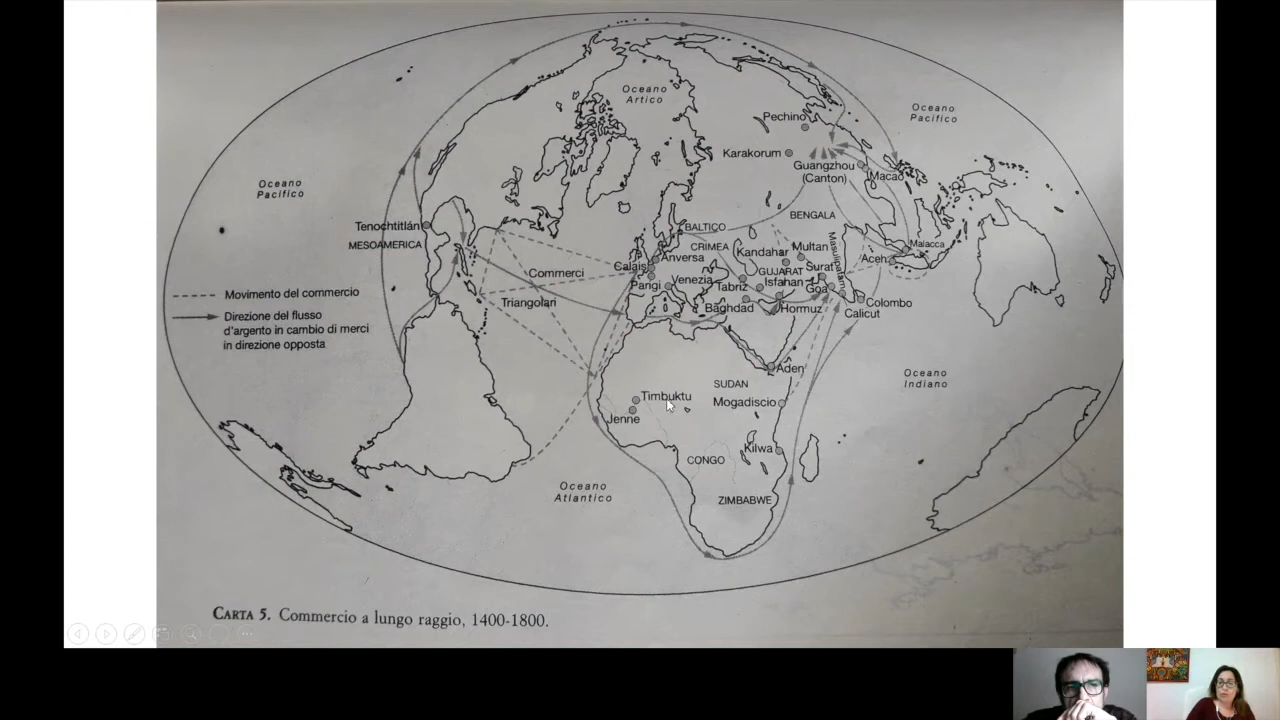 Oceano
Artico
Oceano
Pacifico
Pechino
Karakorum
Guangzhou
(Canton)
Macao
Oceano
Pacifico
Tenochtitlán
MESOAMERICA
BENGALA
BALTICO
CRIMEA
Malacca
Aceh
Anversa
Calais
Parigi
Venezia
Kandahar
Multan
Masulipatam
GUJARAT
Surat
Tabriz
Isfahan
Goa
Baghdad
Hormuz
Colombo
Calicut
Commerci
Triangolari
Movimento del commercio
Direzione del flusso
d'argento in cambio di merci
in direzione opposta
Aden
Oceano
Indiano
SUDAN
Timbuktu
Mogadiscio
Jenne
Kilwa
CONGO
Oceano
Atlantico
ZIMBABWE
CARTA 5. Commercio a lungo raggio, 1400-1800.